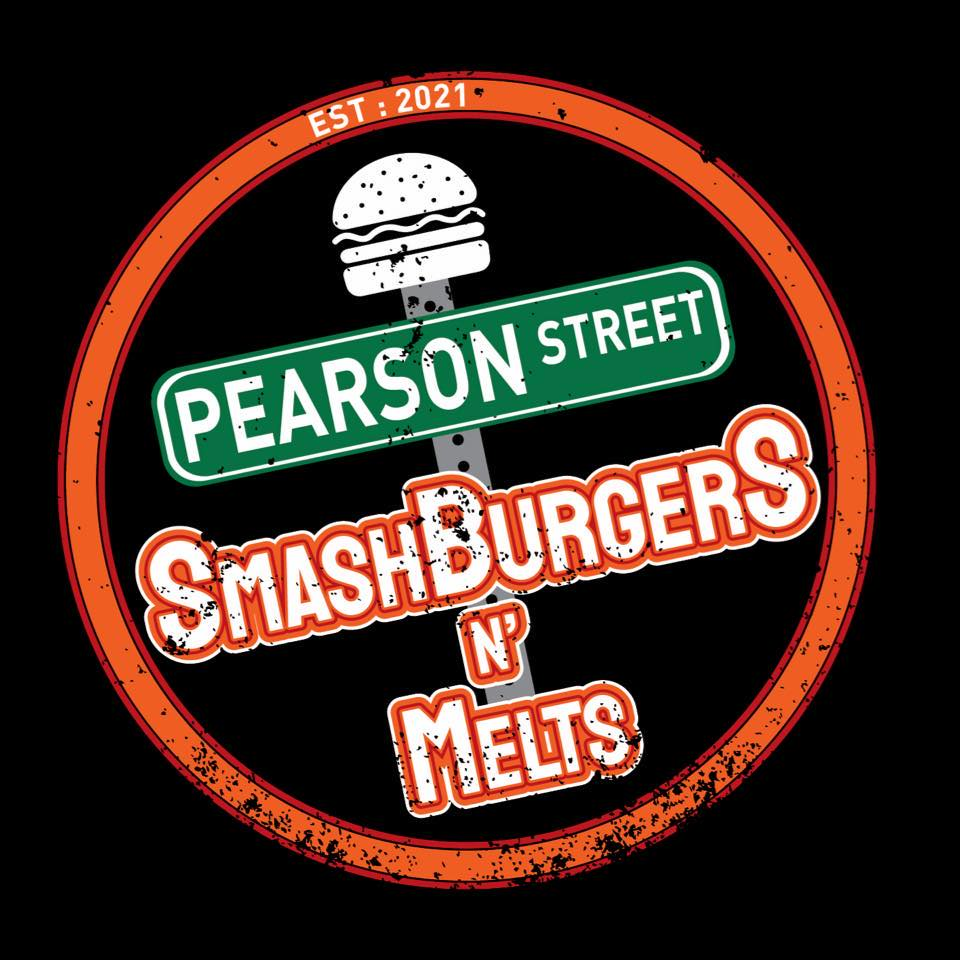 EST : 2021
PEARSON STREET
SMASHBURGERS
N'
MELTS